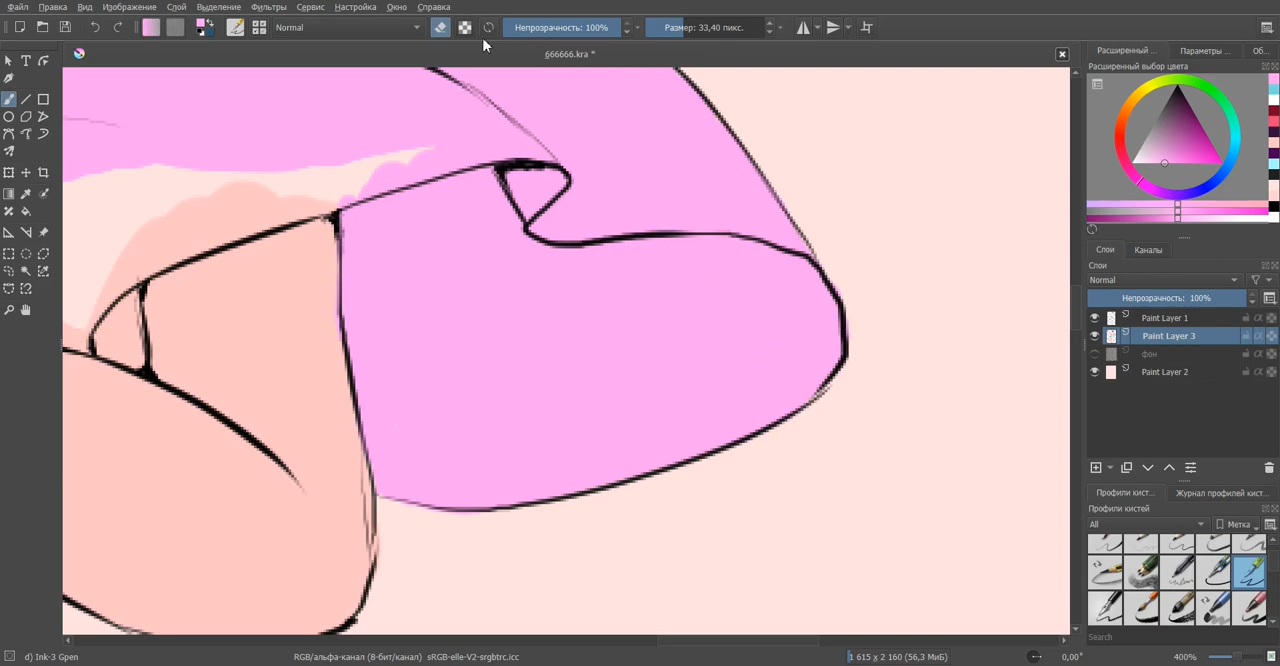 Файл Правка Вид Изображение Слой Выделение Фильтры Сервис Настройка Окно Справка
Normal Непрозрачность: 100% Размер: 33,40 пикс.
666666.kra *
Расширенный ... Параметры ... Об...
Расширенный выбор цвета
Слои Каналы
Слои
Normal
Непрозрачность: 100%
Paint Layer 1
Paint Layer 3
фон
Paint Layer 2
Профили кист... Журнал профилей кист...
Профили кистей
All Метка
Search
d) Ink-3 Gpen RGB/альфа-канал (8-бит/канал) sRGB-elle-V2-srgbtrc.icc 1 615 x 2 160 (56,3 МиБ) 0,00° 400%